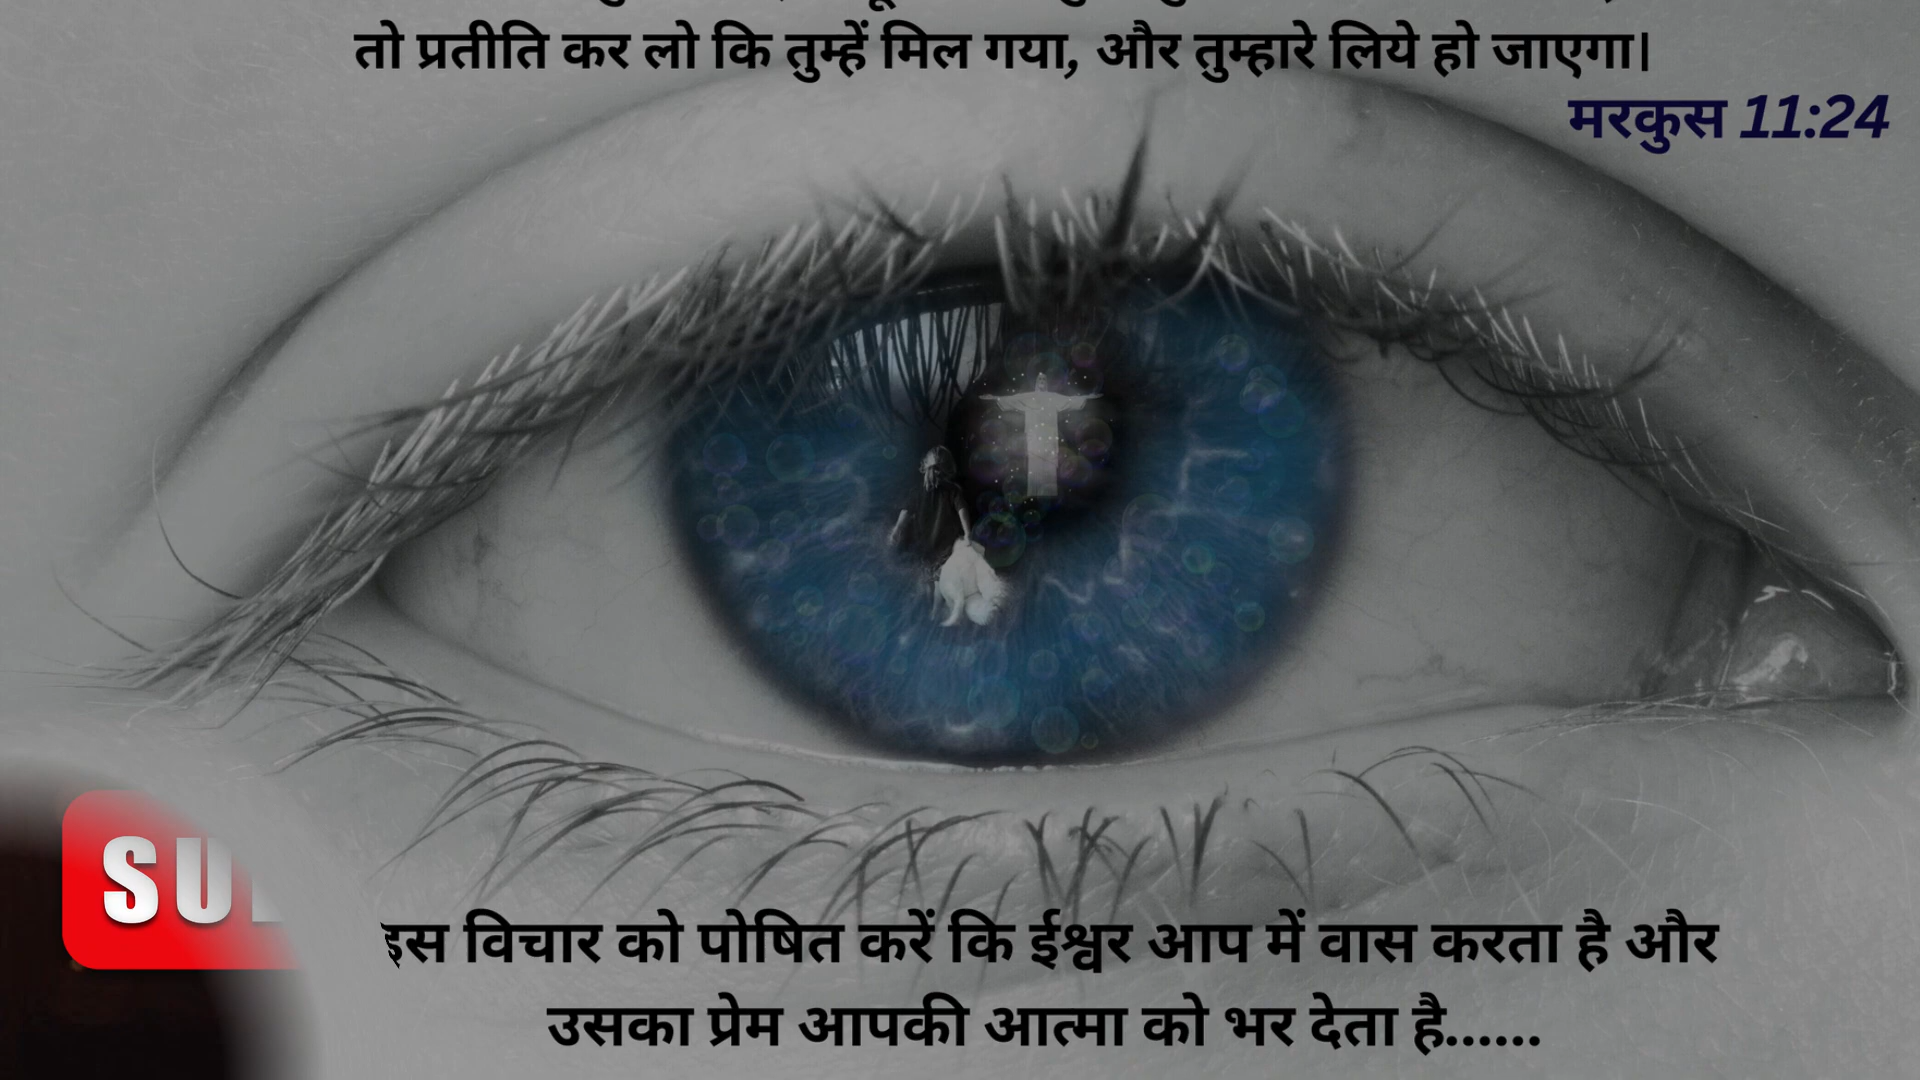 तो प्रतीति कर लो कि तुम्हें मिल गया, और तुम्हारे लिये हो जाएगा।
मरकुस 11:24
SU
इस विचार को पोषित करें कि ईश्वर आप में वास करता है और
उसका प्रेम आपकी आत्मा को भर देता है......